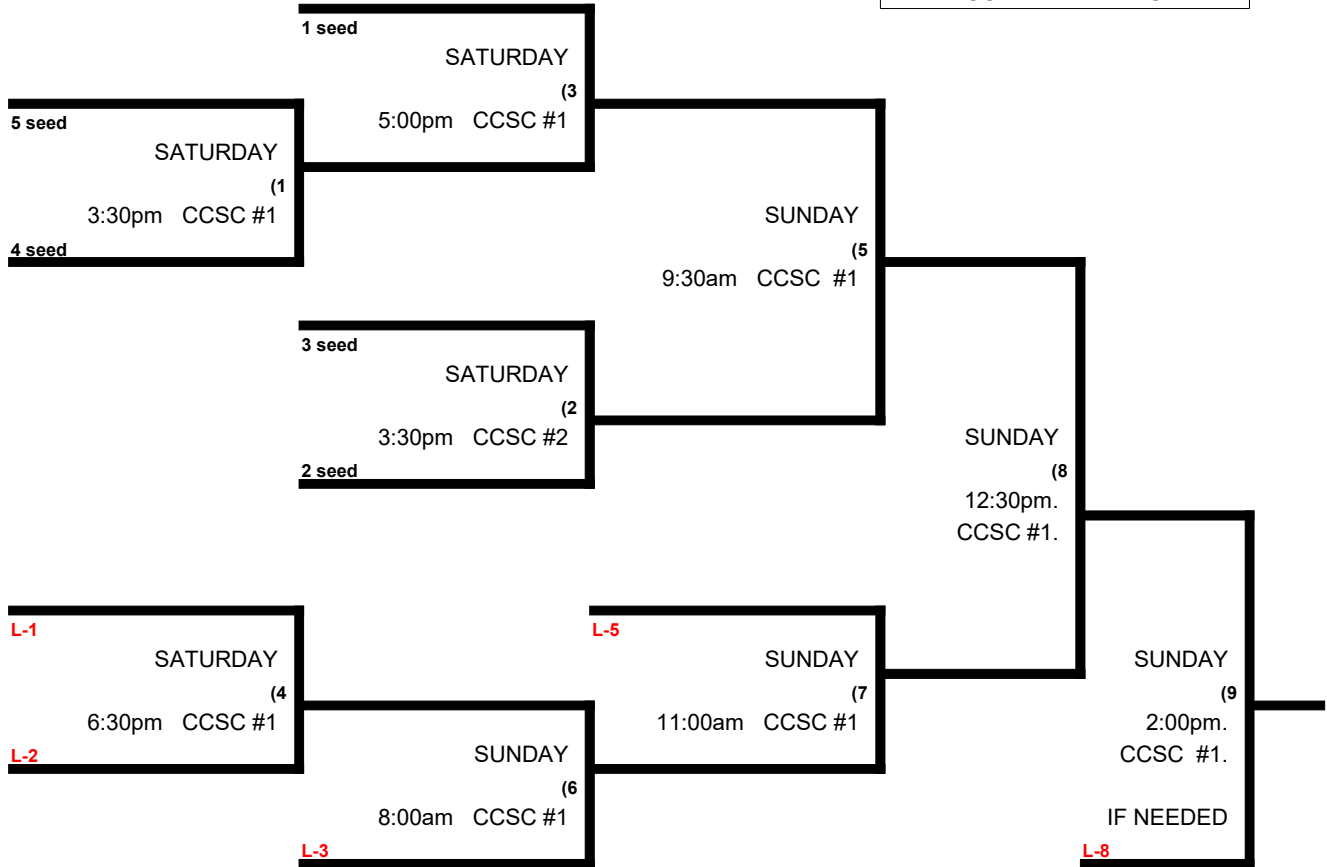 1 seed
SATURDAY
(3
5:00pm CCSC #1
5 seed
SATURDAY
(1
3:30pm CCSC #1
4 seed
SUNDAY
(5
9:30am CCSC #1
3 seed
SATURDAY
(2
3:30pm CCSC #2
2 seed
SUNDAY
(8
12:30pm.
CCSC #1.
L-1
SATURDAY
(4
6:30pm CCSC #1
L-2
L-5
SUNDAY
(7
11:00am CCSC #1
SUNDAY
(6
8:00am CCSC #1
L-3
SUNDAY
(9
2:00pm.
CCSC #1.
IF NEEDED
L-8